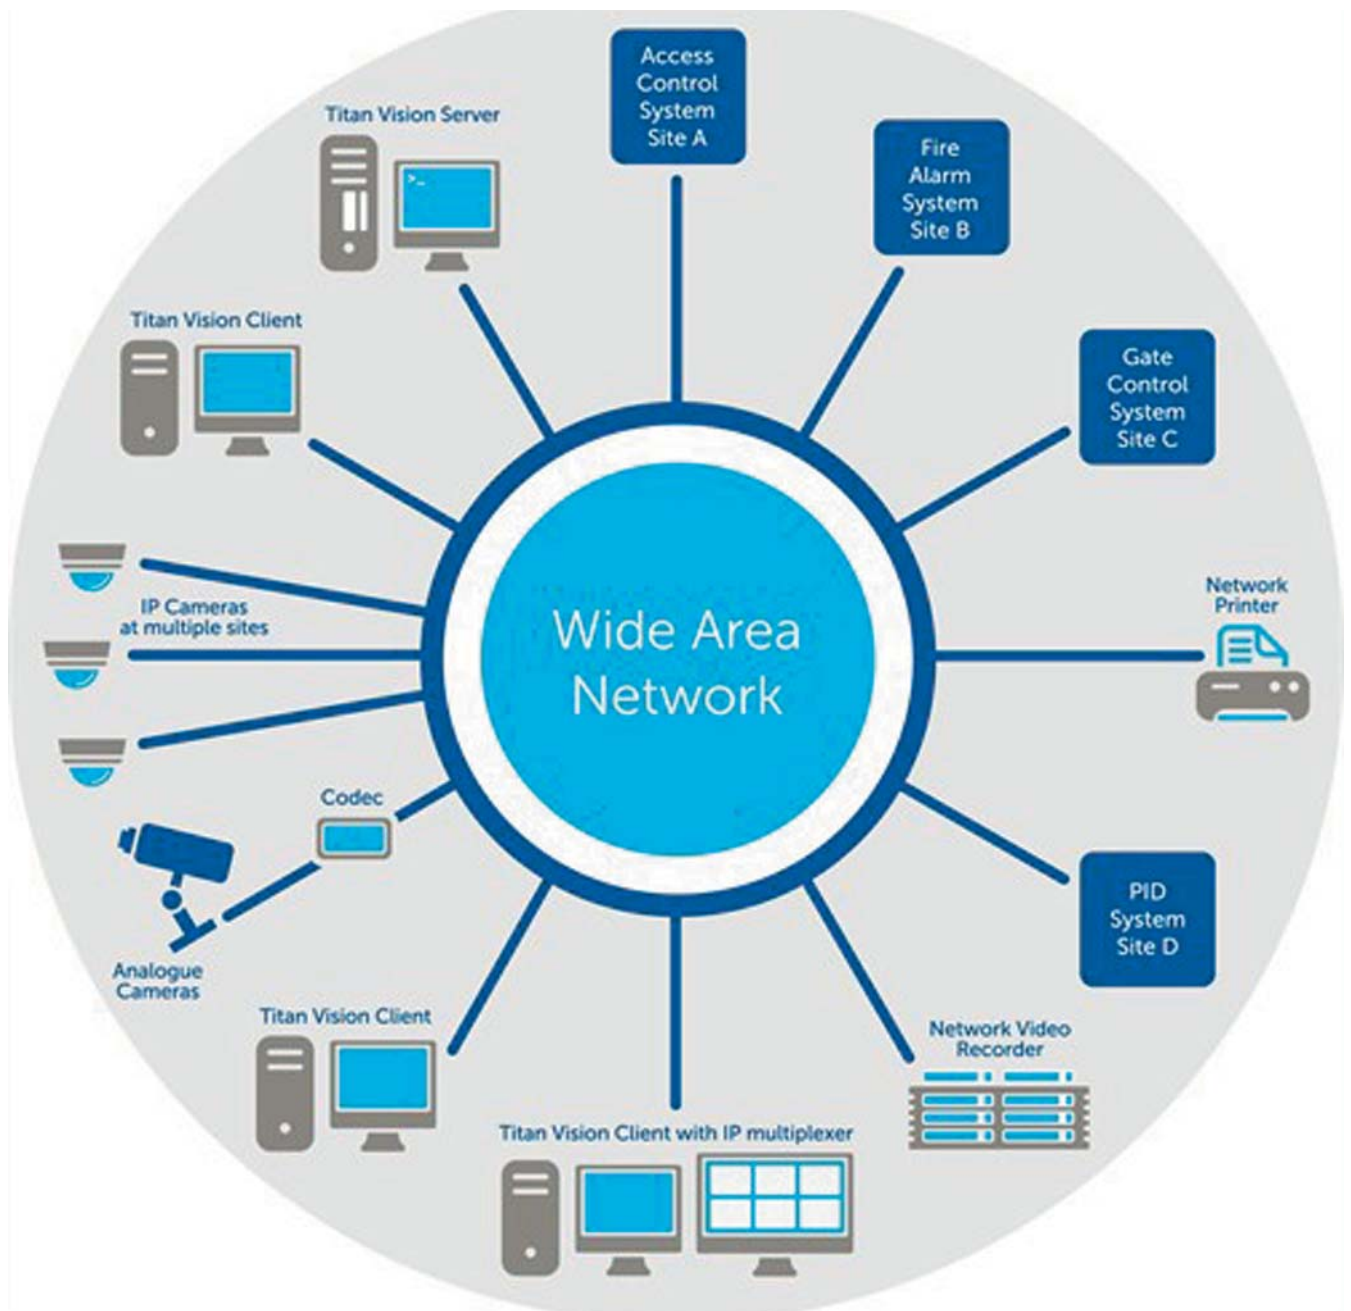 Access
Control
System
Site A
Titan Vision Server
>_
Fire
Alarm
System
Site B
Titan Vision Client
Gate
Control
System
Site C
Network
Printer
IP Cameras
at multiple sites
Wide Area
Network
Codec
PID
System
Site D
Analogue
Cameras
Titan Vision Client
Network Video
Recorder
Titan Vision Client with IP multiplexer